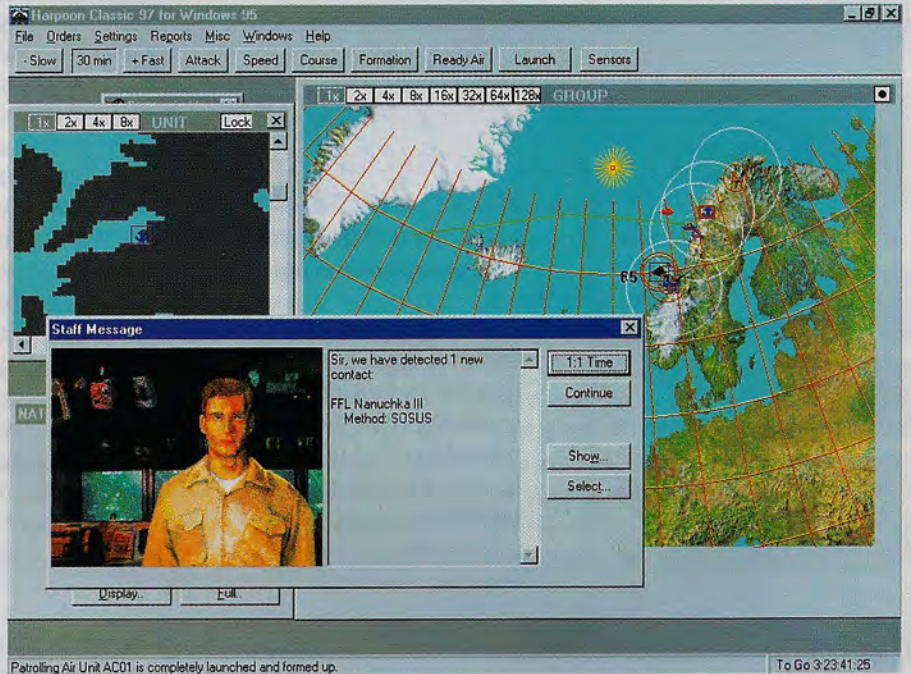 Harpoon Classic 97 for Windows 95
File Orders Settings Reports Misc Windows Help
- Slow 30 min + Fast Attack Speed Course Formation Ready Air Launch Sensors
1x 2x 4x 8x 16x 32x 64x 128x GROUP
1x 2x 4x 8x UNIT Lock
Staff Message
Sir, we have detected 1 new
contact:
FFL Nanuchka III
Method: SOSUS
1:1 Time
Continue
Show...
Select...
NAT
Display.. Full..
Patrolling Air Unit AC01 is completely launched and formed up.
To Go 3:23:41:25